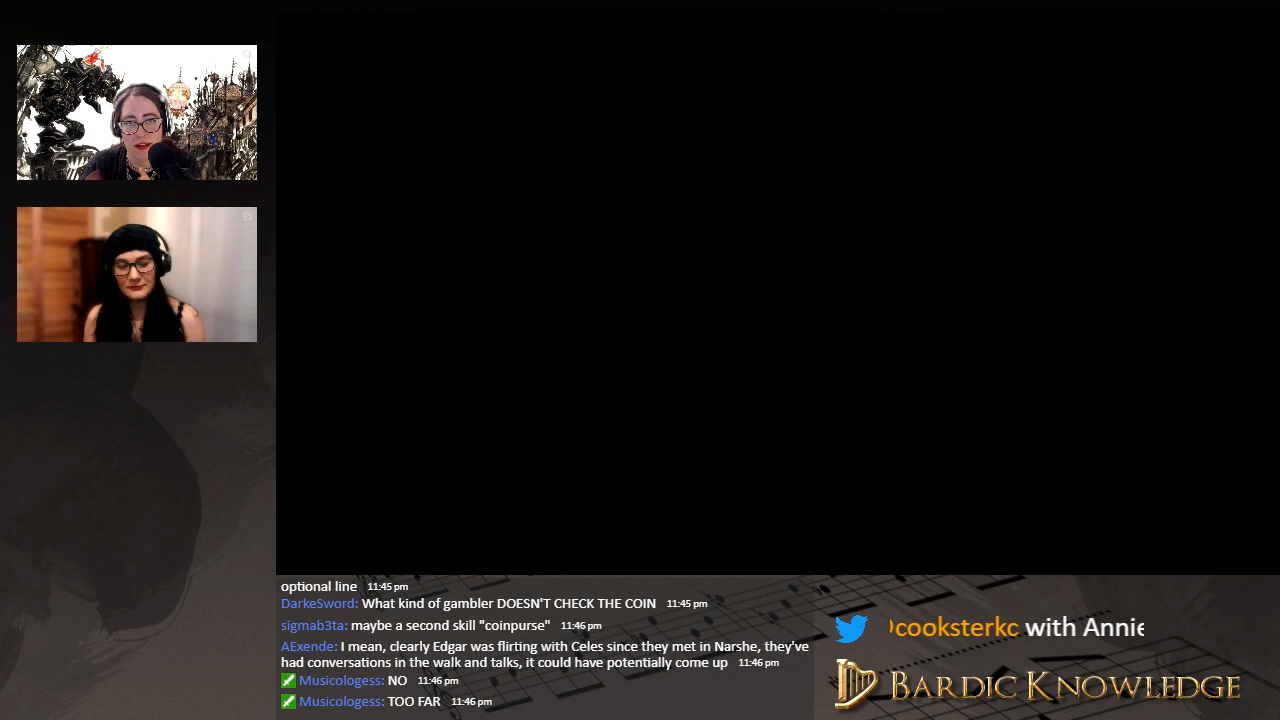 optional line 11:45 pm
DarkeSword: What kind of gambler DOESN'T CHECK THE COIN 11:45 pm
sigmab3ta: maybe a second skill "coinpurse" 11:46 pm
AExende: I mean, clearly Edgar was flirting with Celes since they met in Narshe, they've
had conversations in the walk and talks, it could have potentially come up 11:46 pm
Musicologess: NO 11:46 pm
Musicologess: TOO FAR 11:46 pm
cooksterkc with Annie
BARDIC KNOWLEDGE